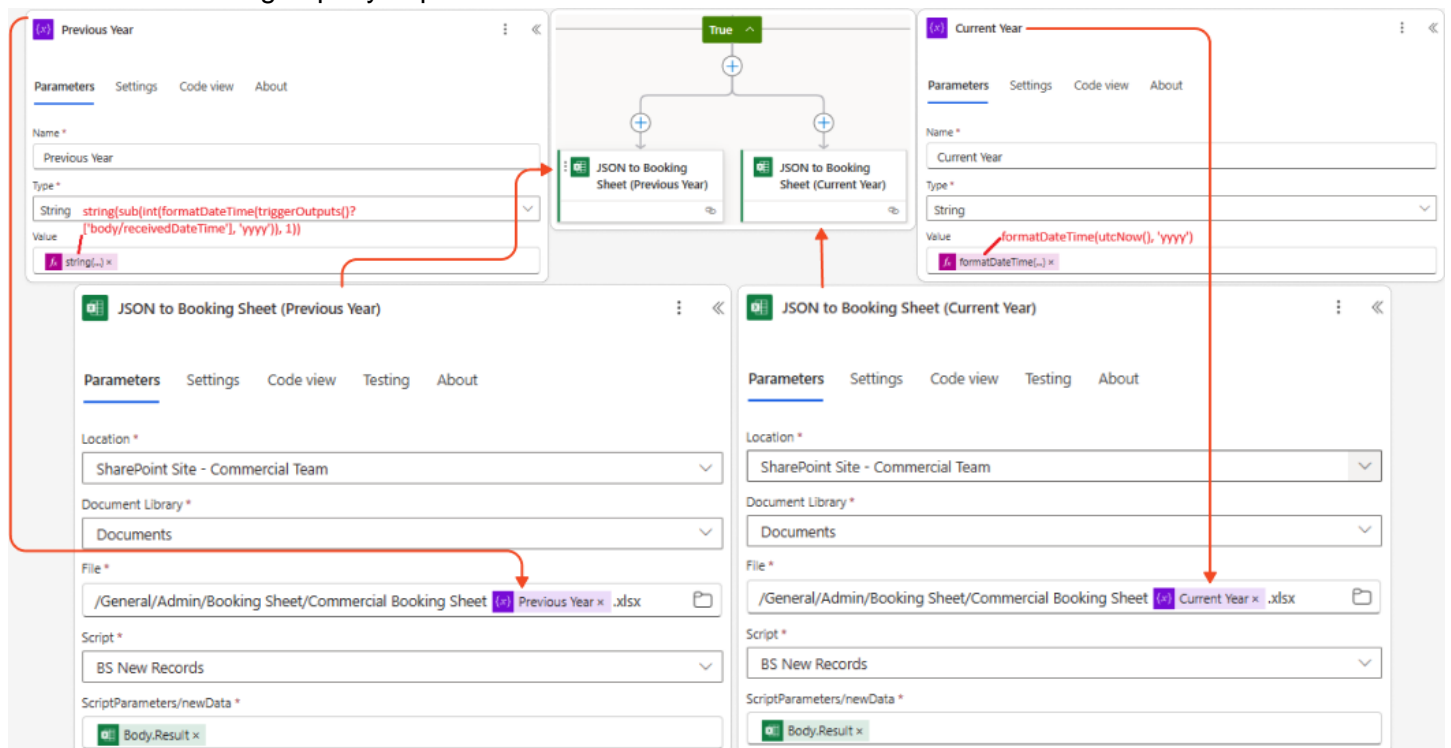 Previous Year
Parameters Settings Code view About
Name *
Previous Year
Type *
String string(sub(int(formatDateTime(triggerOutputs()?
['body/receivedDateTime'], 'yyyy')), 1))
Value
fx string(...) ×
True
JSON to Booking
Sheet (Previous Year)
JSON to Booking
Sheet (Current Year)
{x} Current Year
Parameters Settings Code view About
Name *
Current Year
Type *
String
Value formatDateTime(utcNow(), 'yyyy')
fx formatDateTime(...) ×
JSON to Booking Sheet (Previous Year)
Parameters Settings Code view Testing About
Location *
SharePoint Site - Commercial Team
Document Library *
Documents
File *
/General/Admin/Booking Sheet/Commercial Booking Sheet {x} Previous Year × .xlsx
Script *
BS New Records
ScriptParameters/newData *
Body.Result ×
JSON to Booking Sheet (Current Year)
Parameters Settings Code view Testing About
Location *
SharePoint Site - Commercial Team
Document Library *
Documents
File *
/General/Admin/Booking Sheet/Commercial Booking Sheet {x} Current Year × .xlsx
Script *
BS New Records
ScriptParameters/newData *
Body.Result ×